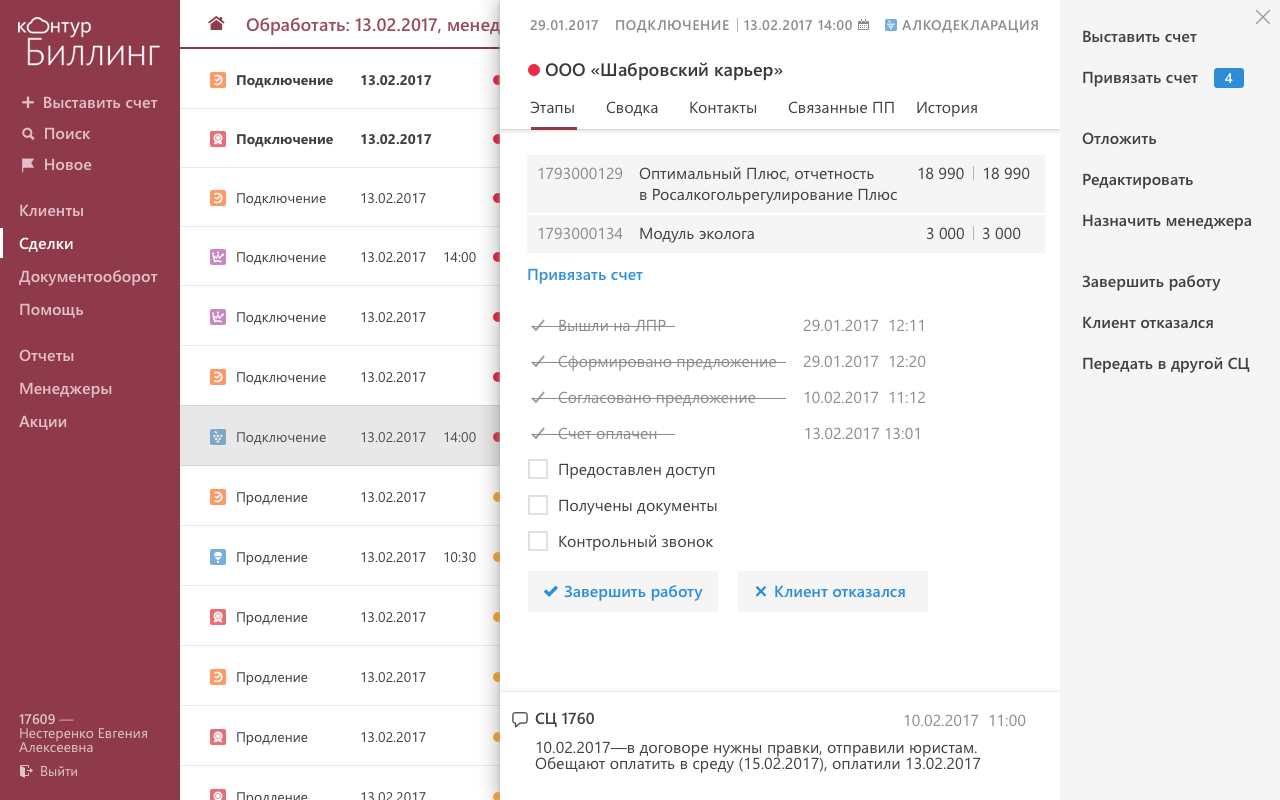 контур
Биллинг
Выставить счет
Поиск
Новое
Клиенты
Сделки
Документооборот
Помощь
Отчеты
Менеджеры
Акции
17609 —
Нестеренко Евгения
Алексеевна
Выйти
Обработать: 13.02.2017, менед
Подключение 13.02.2017
Подключение 13.02.2017
Подключение 13.02.2017
Подключение 13.02.2017 14:00
Подключение 13.02.2017
Подключение 13.02.2017
Подключение 13.02.2017 14:00
Продление 13.02.2017
Продление 13.02.2017 10:30
Продление 13.02.2017
Продление 13.02.2017
Продление 13.02.2017
Продление 13.02.2017
29.01.2017 ПОДКЛЮЧЕНИЕ 13.02.2017 14:00 АЛКОДЕКЛАРАЦИЯ
ООО «Шабровский карьер»
Этапы Сводка Контакты Связанные ПП История
1793000129 Оптимальный Плюс, отчетность 18 990 18 990
в Росалкогольрегулирование Плюс
1793000134 Модуль эколога 3 000 3 000
Привязать счет
Вышли на ЛПР 29.01.2017 12:11
Сформировано предложение 29.01.2017 12:20
Согласовано предложение 10.02.2017 11:12
Счет оплачен 13.02.2017 13:01
Предоставлен доступ
Получены документы
Контрольный звонок
Завершить работу Клиент отказался
СЦ 1760 10.02.2017 11:00
10.02.2017—в договоре нужны правки, отправили юристам.
Обещают оплатить в среду (15.02.2017), оплатили 13.02.2017
Выставить счет
Привязать счет 4
Отложить
Редактировать
Назначить менеджера
Завершить работу
Клиент отказался
Передать в другой СЦ